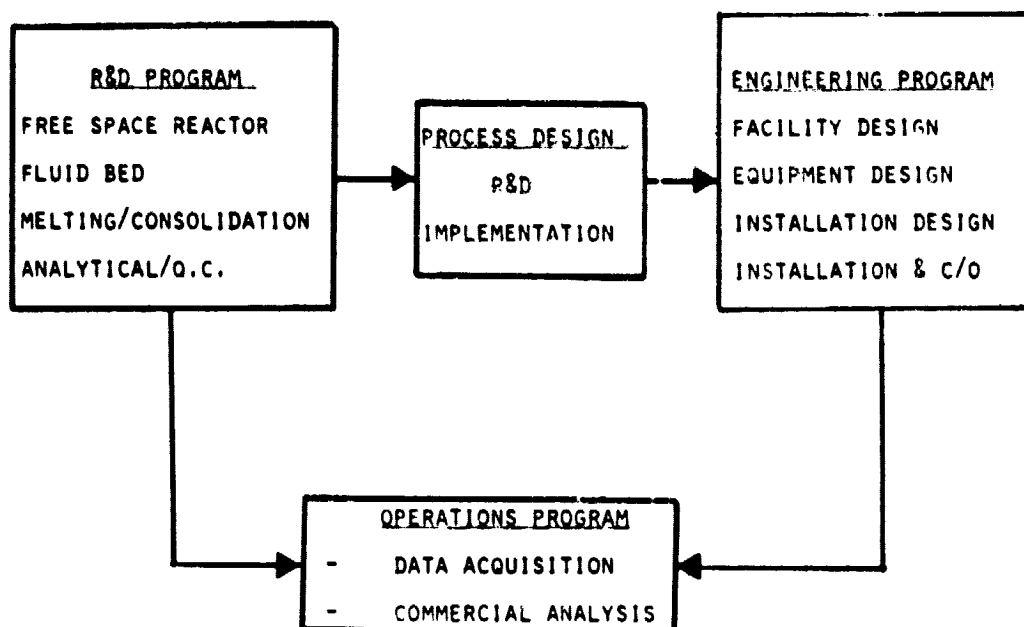 R&D PROGRAM
FREE SPACE REACTOR
FLUID BED
MELTING/CONSOLIDATION
ANALYTICAL/Q.C.
PROCESS DESIGN
R&D
IMPLEMENTATION
ENGINEERING PROGRAM
FACILITY DESIGN
EQUIPMENT DESIGN
INSTALLATION DESIGN
INSTALLATION & C/O
OPERATIONS PROGRAM
- DATA ACQUISITION
- COMMERCIAL ANALYSIS